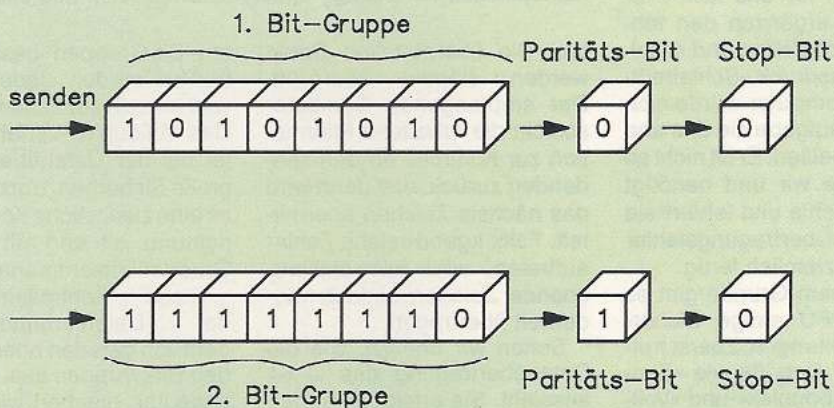 1. Bit-Gruppe
Paritäts-Bit Stop-Bit
senden 1 0 1 0 1 0 1 0 0 0
1 1 1 1 1 1 1 0 1 0
2. Bit-Gruppe
Paritäts-Bit Stop-Bit